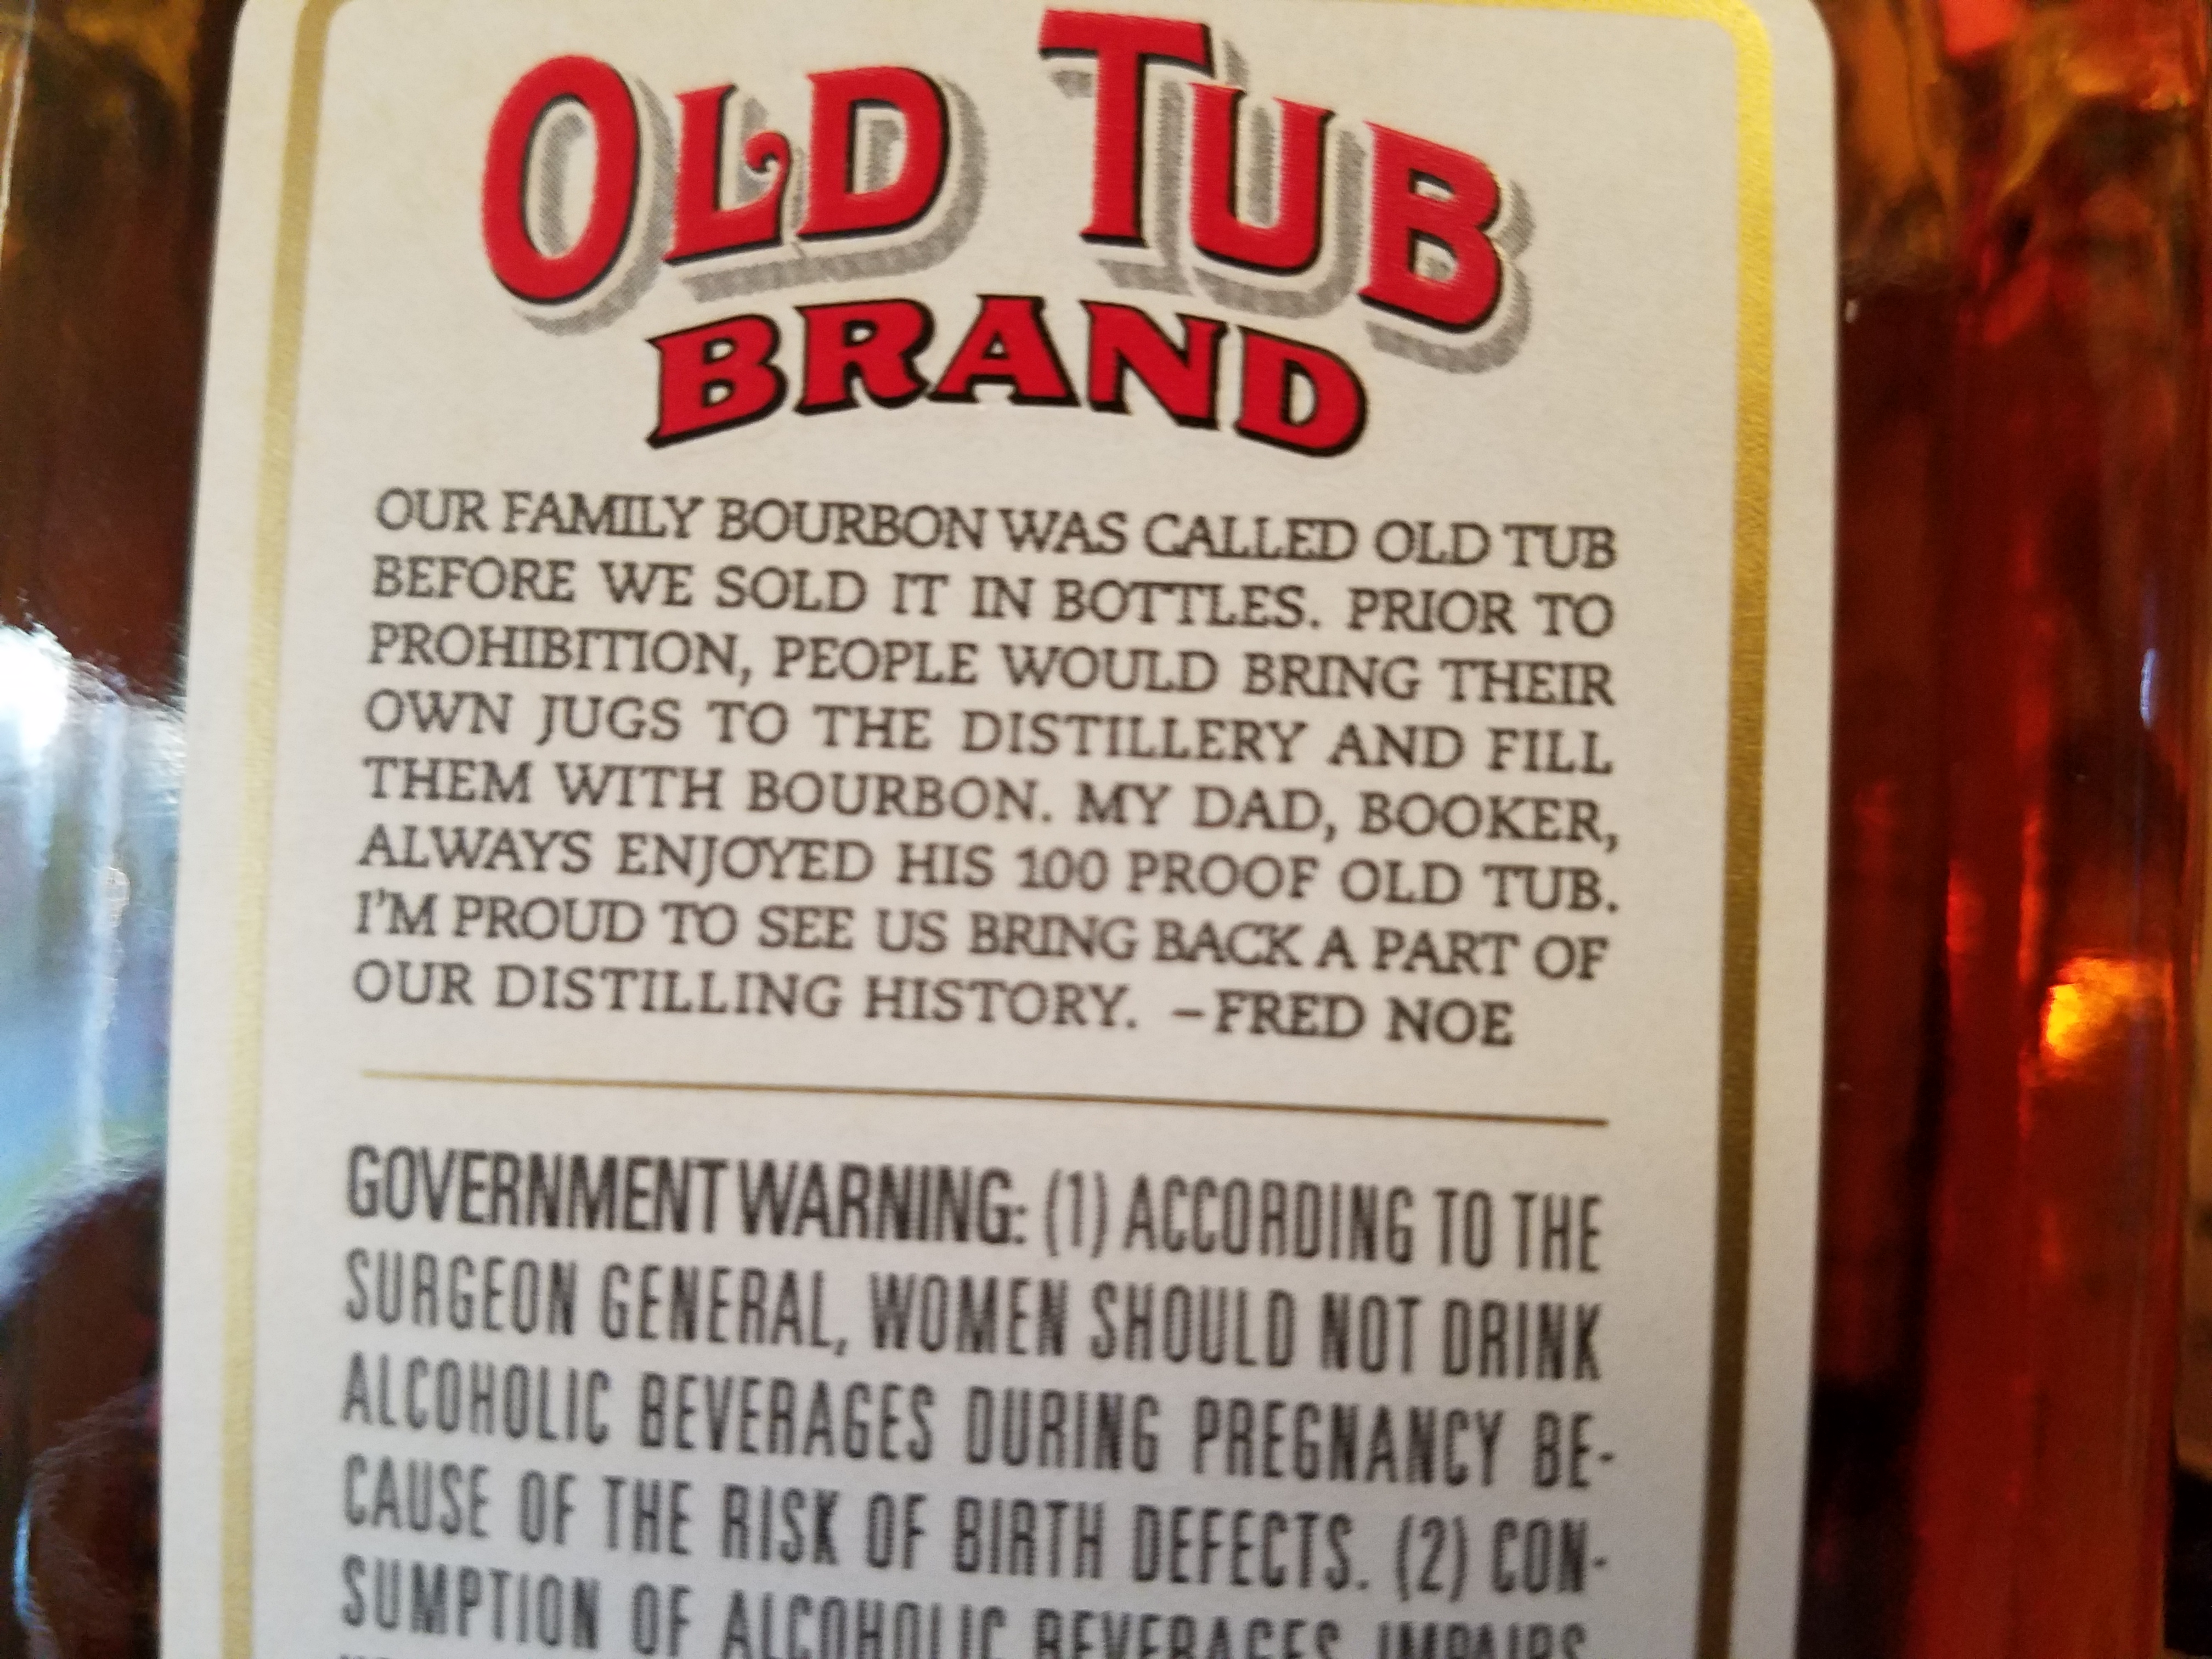 OLD TUB
BRAND
OUR FAMILY BOURBON WAS CALLED OLD TUB
BEFORE WE SOLD IT IN BOTTLES. PRIOR TO
PROHIBITION, PEOPLE WOULD BRING THEIR
OWN JUGS TO THE DISTILLERY AND FILL
THEM WITH BOURBON. MY DAD, BOOKER,
ALWAYS ENJOYED HIS 100 PROOF OLD TUB.
I'M PROUD TO SEE US BRING BACK A PART OF
OUR DISTILLING HISTORY. –FRED NOE
GOVERNMENT WARNING: (1) ACCORDING TO THE
SURGEON GENERAL, WOMEN SHOULD NOT DRINK
ALCOHOLIC BEVERAGES DURING PREGNANCY BE-
CAUSE OF THE RISK OF BIRTH DEFECTS. (2) CON-
SUMPTION OF ALCOHOLIC BEVERAGES IMPAIRS